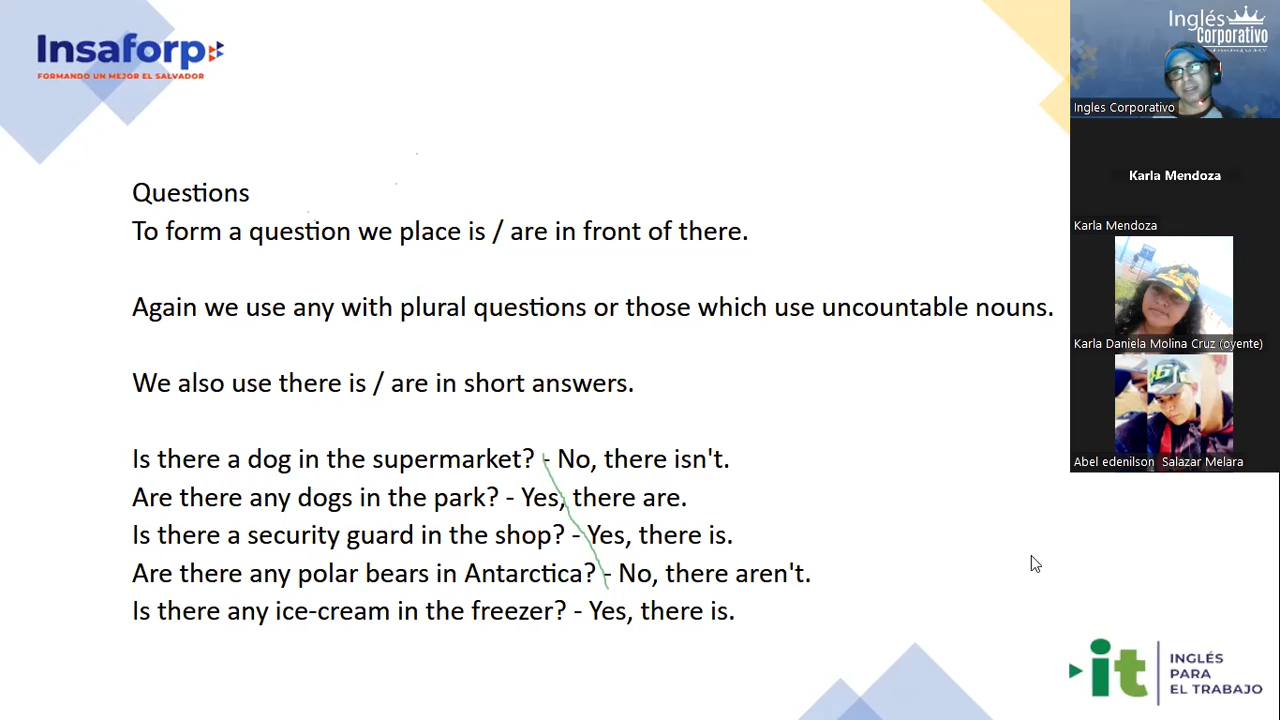 Insaforp
FORMANDO UN MEJOR EL SALVADOR
Questions
To form a question we place is / are in front of there.
Again we use any with plural questions or those which use uncountable nouns.
We also use there is / are in short answers.
Is there a dog in the supermarket? - No, there isn't.
Are there any dogs in the park? - Yes, there are.
Is there a security guard in the shop? - Yes, there is.
Are there any polar bears in Antarctica? - No, there aren't.
Is there any ice-cream in the freezer? - Yes, there is.
Inglés
Corporativo
Ingles Corporativo
Karla Mendoza
Karla Mendoza
Karla Daniela Molina Cruz (oyente)
Abel edenilson Salazar Melara
it
INGLÉS
PARA
EL TRABAJO